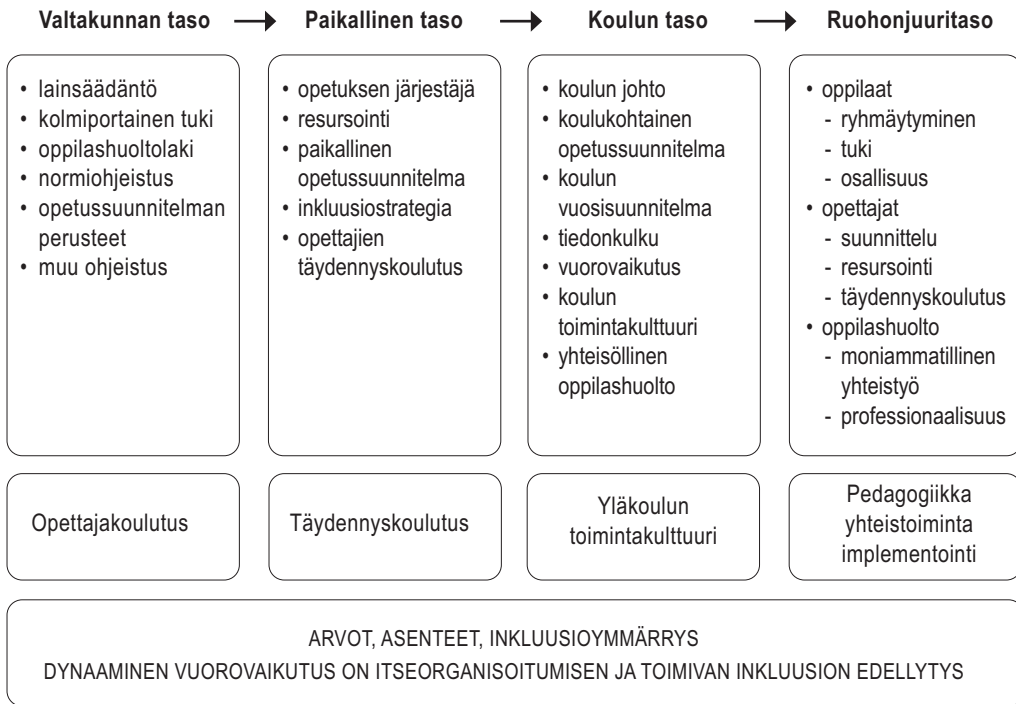 Valtakunnan taso → Paikallinen taso → Koulun taso → Ruohonjuuritaso
• lainsäädäntö
• kolmiportainen tuki
• oppilashuoltolaki
• normiohjeistus
• opetussuunnitelman
perusteet
• muu ohjeistus
• opetuksen järjestäjä
• resursointi
• paikallinen
opetussuunnitelma
• inkluusiostrategia
• opettajien
täydennyskoulutus
• koulun johto
• koulukohtainen
opetussuunnitelma
• koulun
vuosisuunnitelma
• tiedonkulku
• vuorovaikutus
• koulun
toimintakulttuuri
• yhteisöllinen
oppilashuolto
• oppilaat
- ryhmäytyminen
- tuki
- osallisuus
• opettajat
- suunnittelu
- resursointi
- täydennyskoulutus
• oppilashuolto
- moniammatillinen
yhteistyö
- professionaalisuus
Opettajakoulutus
Täydennyskoulutus
Yläkoulun
toimintakulttuuri
Pedagogiikka
yhteistoiminta
implementointi
ARVOT, ASENTEET, INKLUUSIOYMMÄRRYS
DYNAAMINEN VUOROVAIKUTUS ON ITSEORGANISOITUMISEN JA TOIMIVAN INKLUUSION EDELLYTYS